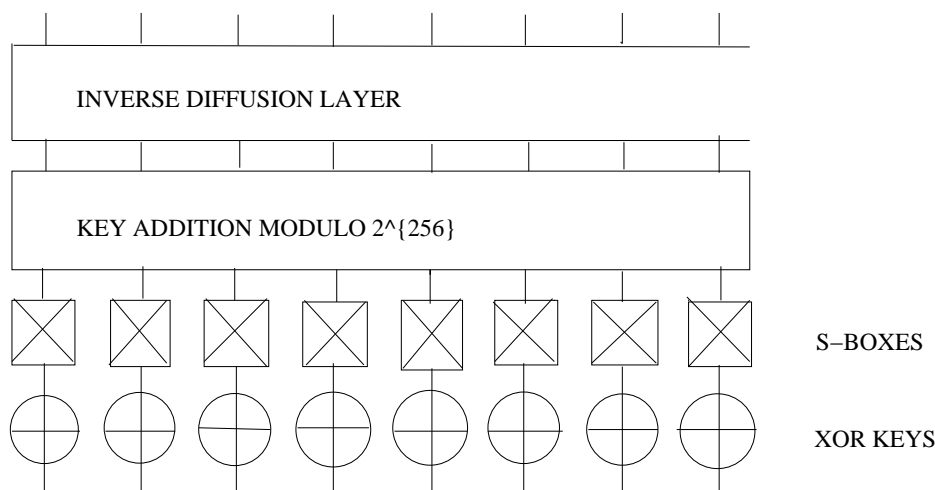 INVERSE DIFFUSION LAYER
KEY ADDITION MODULO 2^{256}
S−BOXES
XOR KEYS